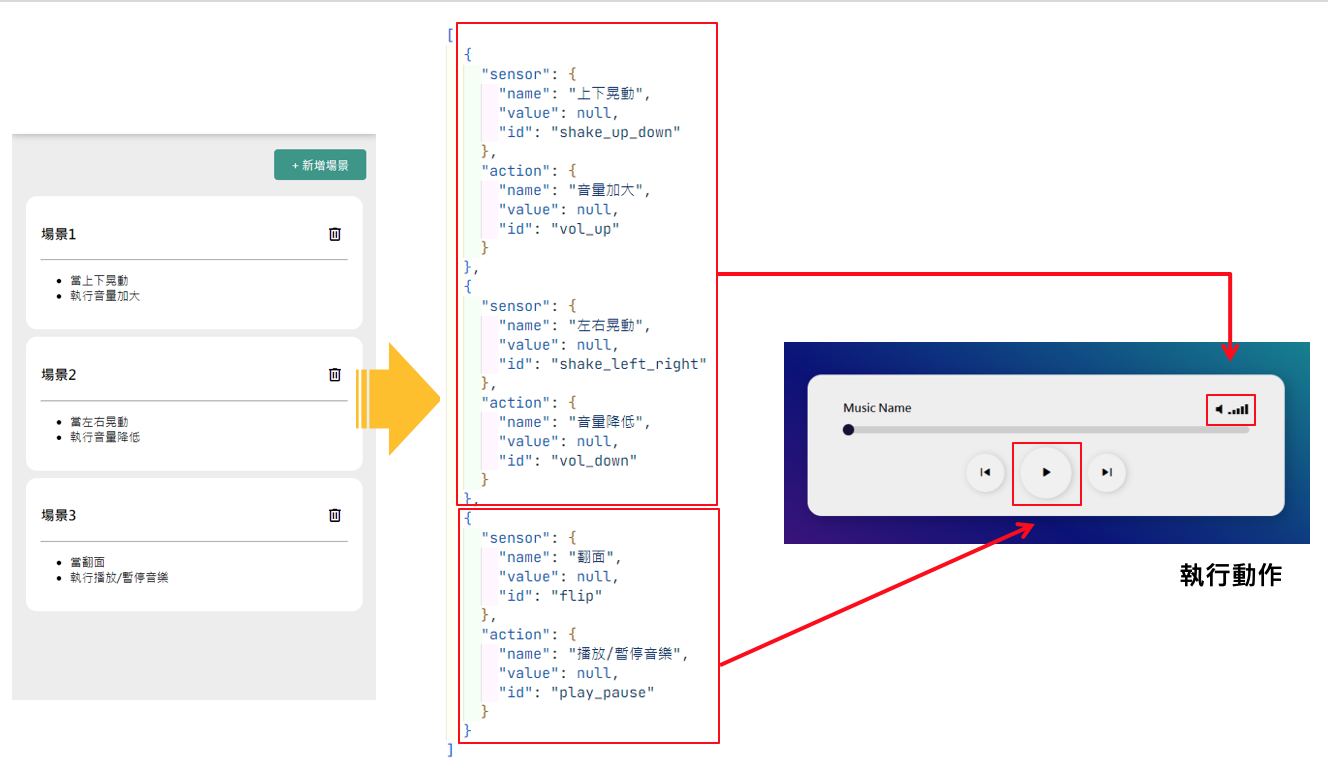 + 新增場景
場景1
當上下晃動
執行音量加大
場景2
當左右晃動
執行音量降低
場景3
當翻面
執行播放/暫停音樂
[
{
"sensor": {
"name": "上下晃動",
"value": null,
"id": "shake_up_down"
},
"action": {
"name": "音量加大",
"value": null,
"id": "vol_up"
}
},
{
"sensor": {
"name": "左右晃動",
"value": null,
"id": "shake_left_right"
},
"action": {
"name": "音量降低",
"value": null,
"id": "vol_down"
}
},
{
"sensor": {
"name": "翻面",
"value": null,
"id": "flip"
},
"action": {
"name": "播放/暫停音樂",
"value": null,
"id": "play_pause"
}
}
]
Music Name
執行動作